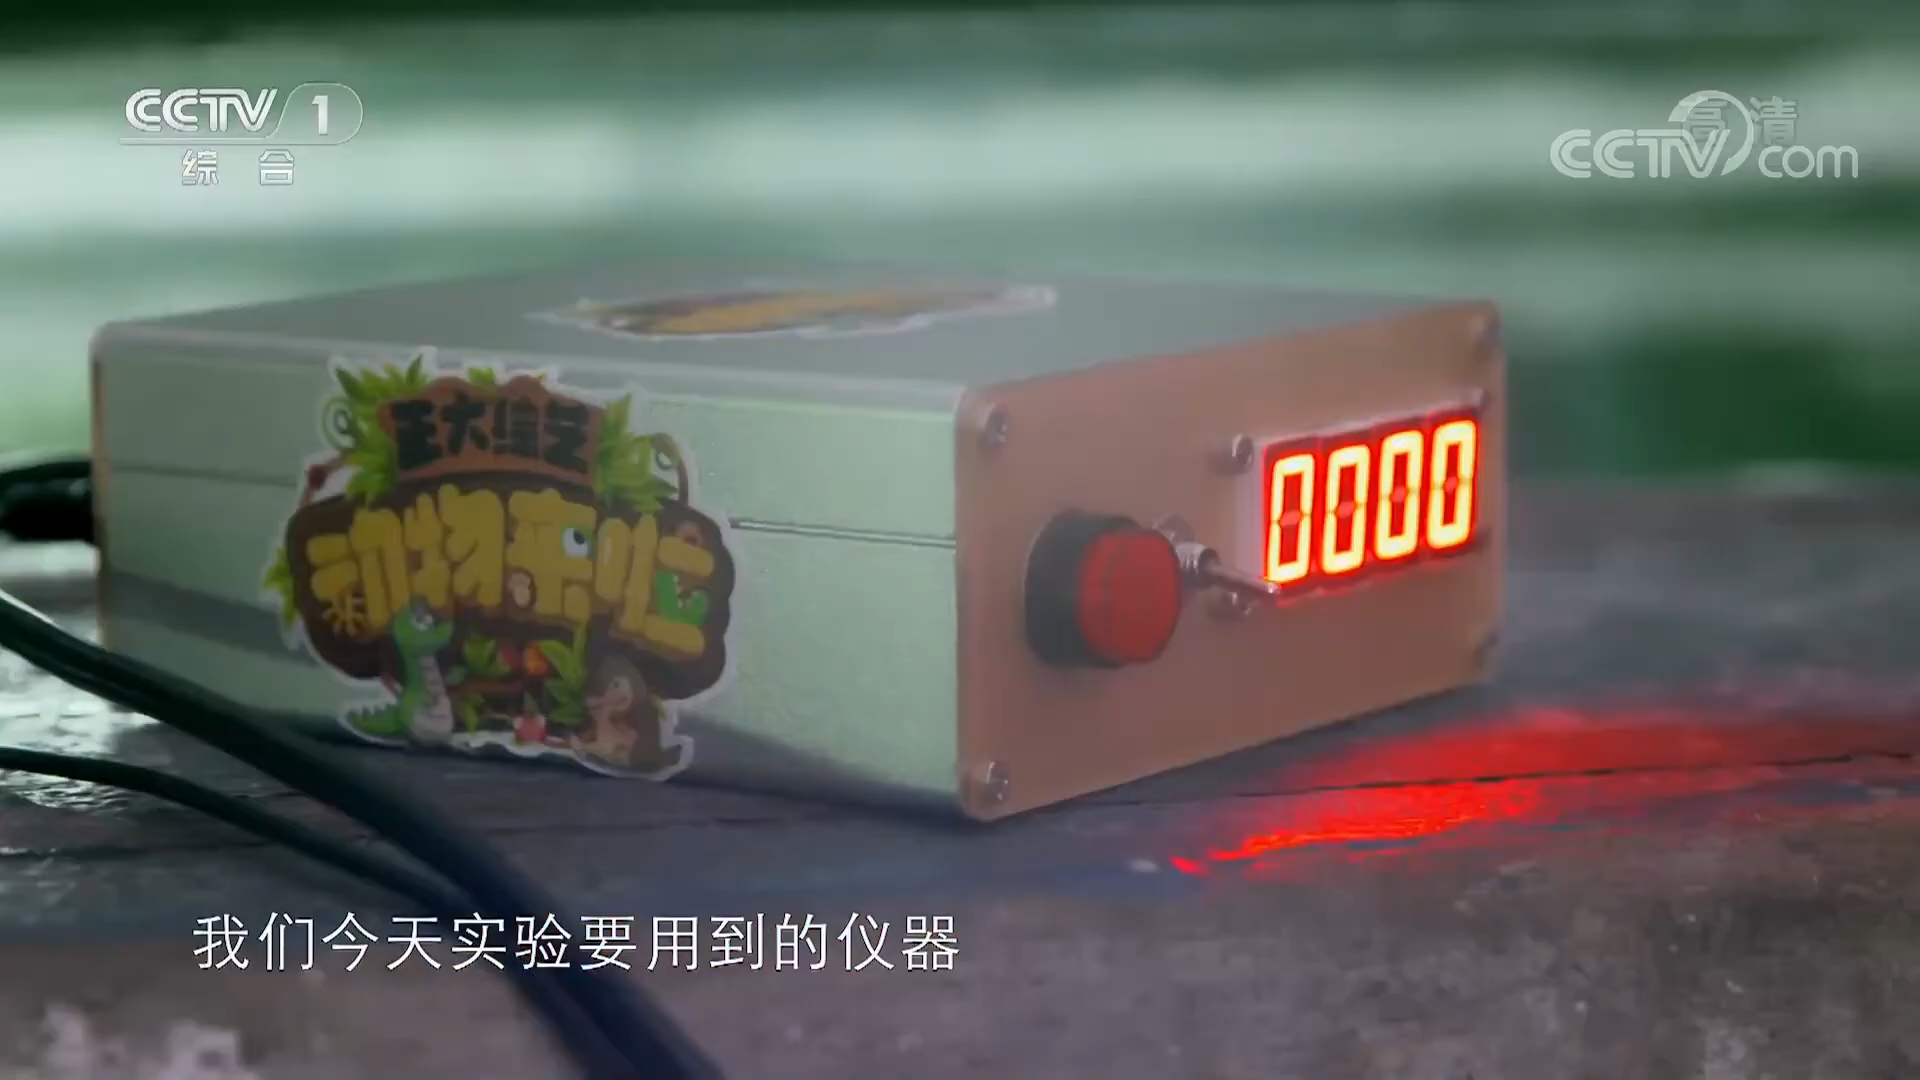 CCTV 1
综合
高清
CCTV com
正大综艺
动物来啦
0000
我们今天实验要用到的仪器